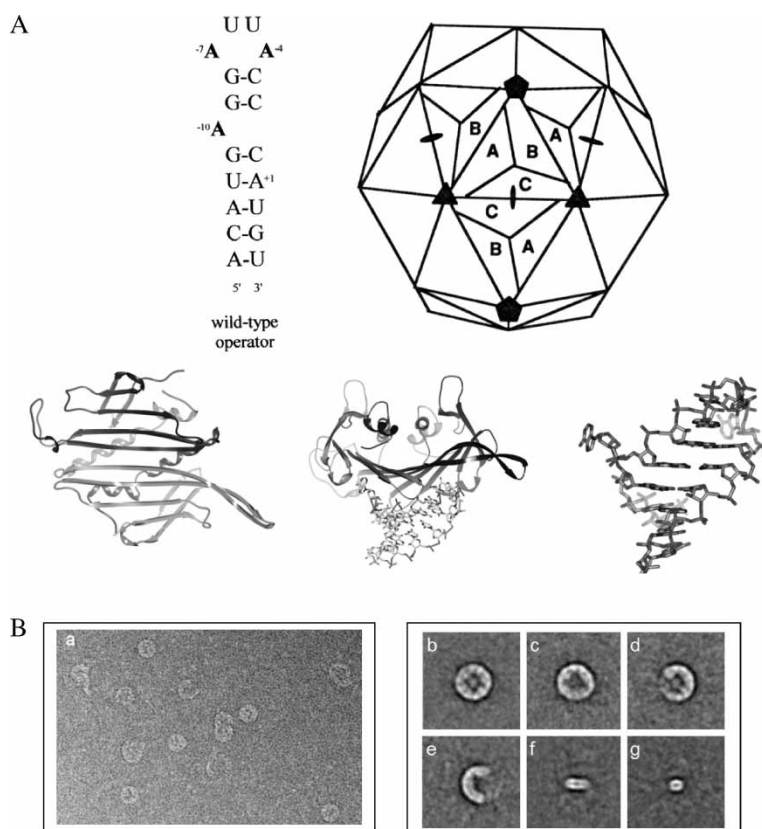 A
U U
-7A A-4
G-C
G-C
-10A
G-C
U-A+1
A-U
C-G
A-U
5' 3'
wild-type
operator
B
A
B
A
C
C
B
A
B
a
b
c
d
e
f
g